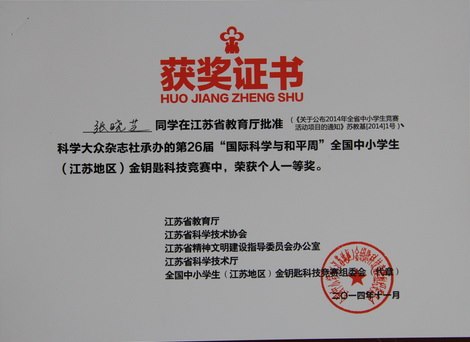 获奖证书
HUO JIANG ZHENG SHU
张晓芝 同学在江苏省教育厅批准（《关于公布2014年全省中小学生竞赛
活动项目的通知》苏教基[2014]1号）
科学大众杂志社承办的第26届“国际科学与和平周”全国中小学生
（江苏地区）金钥匙科技竞赛中，荣获个人一等奖。
江苏省教育厅
江苏省科学技术协会
江苏省精神文明建设指导委员会办公室
江苏省科学技术厅
全国中小学生（江苏地区）金钥匙科技竞赛组委会（代章）
二〇一四年十一月